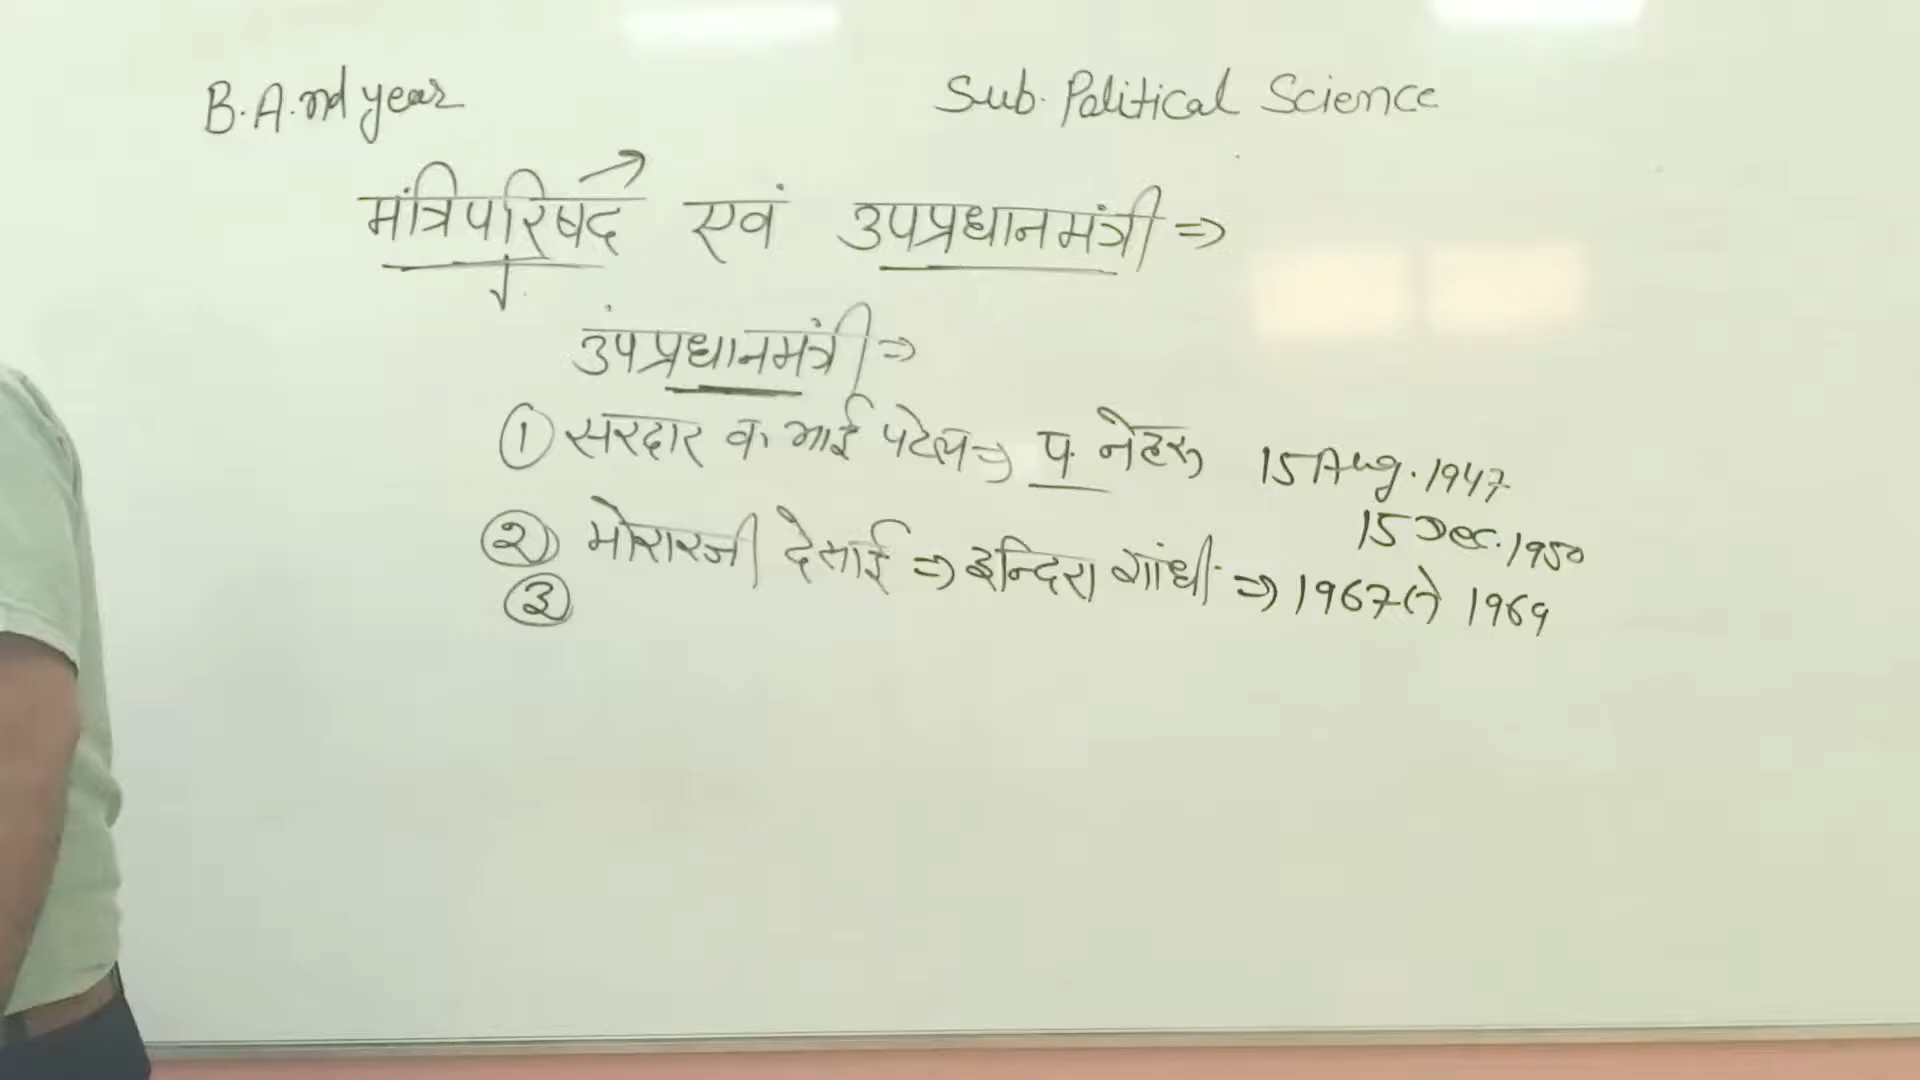 B.A. IInd year Sub. Political Science
मंत्रिपरिषद एवं उपप्रधानमंत्री ⇒
उपप्रधानमंत्री ⇒
① सरदार व. भाई पटेल ⇒ प. नेहरू 15 Aug. 1947
15 Dec. 1950
② मोरारजी देसाई ⇒ इन्दिरा गांधी ⇒ 1967 से 1969
③